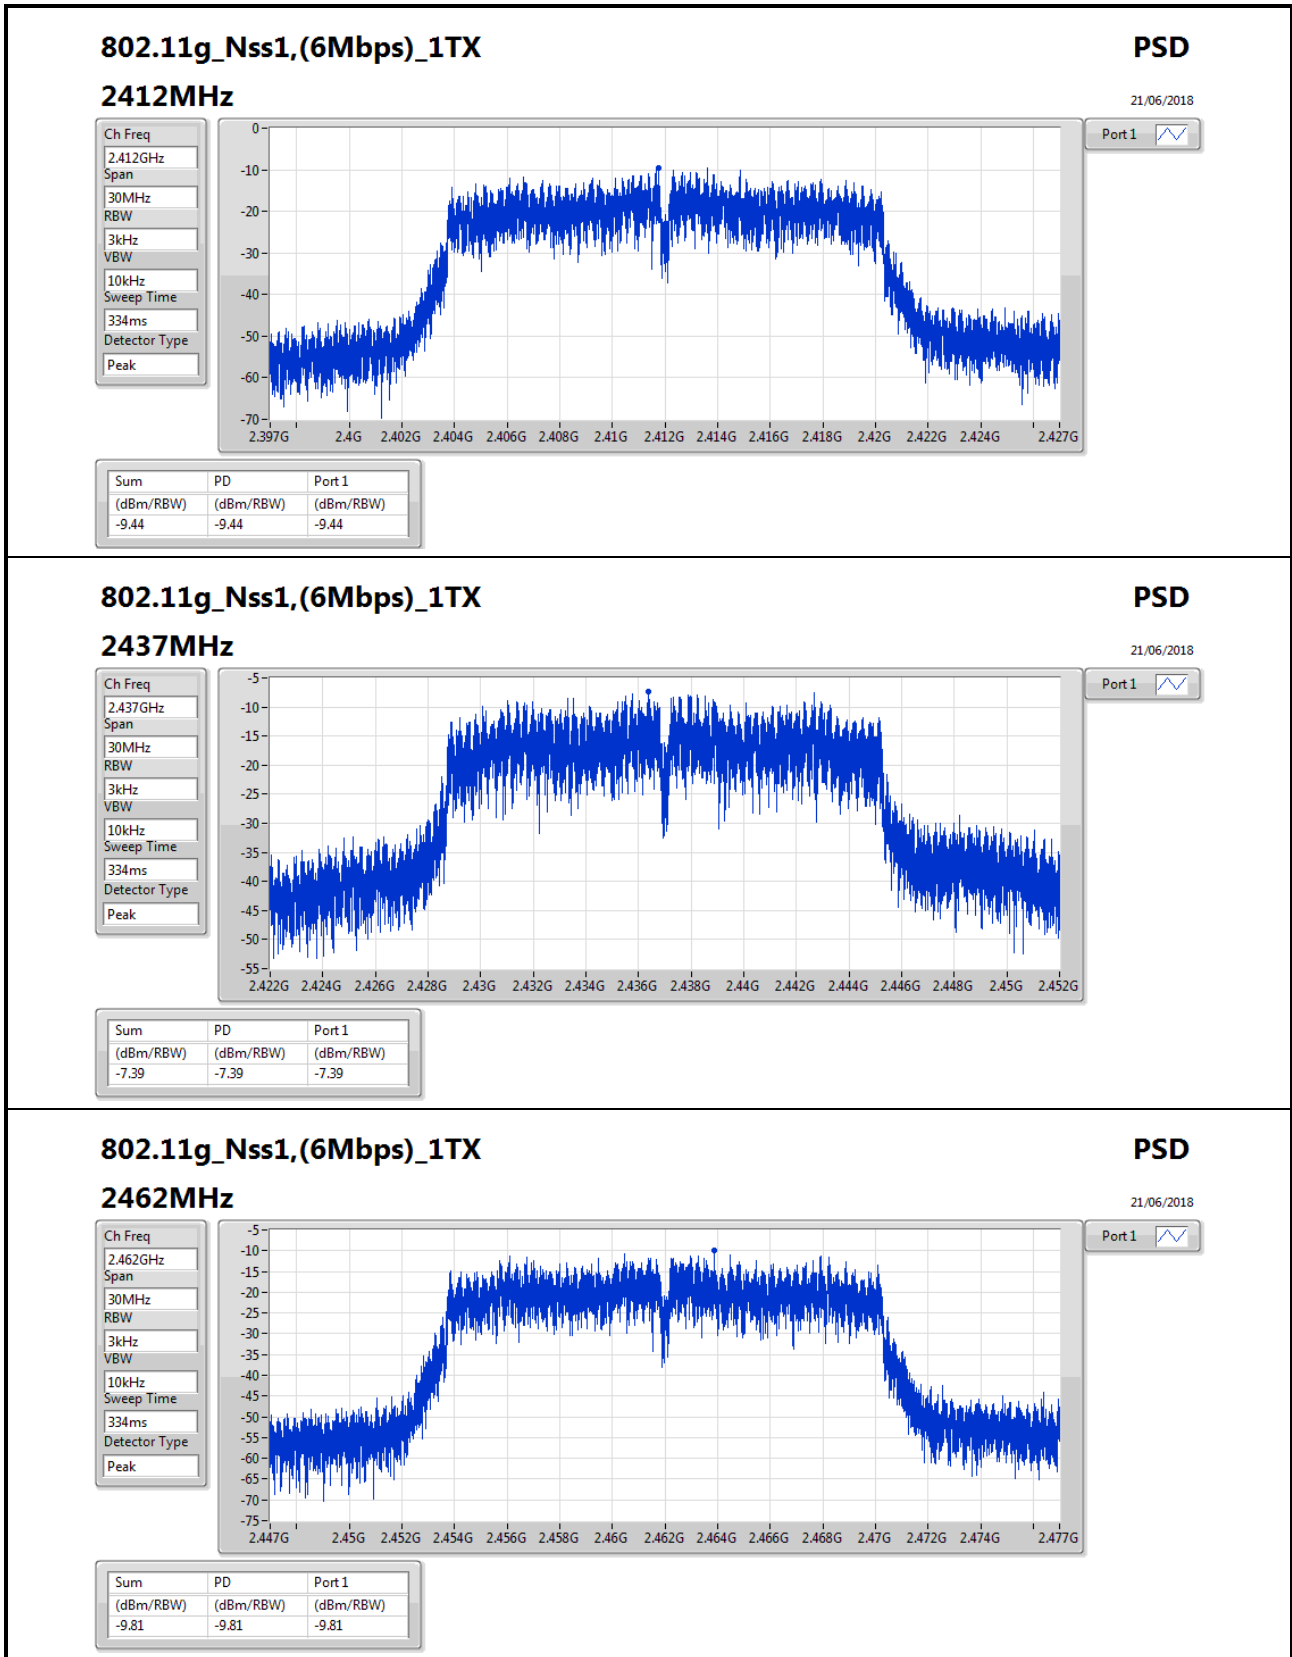 802.11g_Nss1,(6Mbps)_1TX PSD
2412MHz 21/06/2018
Ch Freq
2.412GHz
Span
30MHz
RBW
3kHz
VBW
10kHz
Sweep Time
334ms
Detector Type
Peak
0
-10
-20
-30
-40
-50
-60
-70
2.397G 2.4G 2.402G 2.404G 2.406G 2.408G 2.41G 2.412G 2.414G 2.416G 2.418G 2.42G 2.422G 2.424G 2.427G
Port 1
Sum PD Port 1
(dBm/RBW) (dBm/RBW) (dBm/RBW)
-9.44 -9.44 -9.44
802.11g_Nss1,(6Mbps)_1TX PSD
2437MHz 21/06/2018
Ch Freq
2.437GHz
Span
30MHz
RBW
3kHz
VBW
10kHz
Sweep Time
334ms
Detector Type
Peak
-5
-10
-15
-20
-25
-30
-35
-40
-45
-50
-55
2.422G 2.424G 2.426G 2.428G 2.43G 2.432G 2.434G 2.436G 2.438G 2.44G 2.442G 2.444G 2.446G 2.448G 2.45G 2.452G
Port 1
Sum PD Port 1
(dBm/RBW) (dBm/RBW) (dBm/RBW)
-7.39 -7.39 -7.39
802.11g_Nss1,(6Mbps)_1TX PSD
2462MHz 21/06/2018
Ch Freq
2.462GHz
Span
30MHz
RBW
3kHz
VBW
10kHz
Sweep Time
334ms
Detector Type
Peak
-5
-10
-15
-20
-25
-30
-35
-40
-45
-50
-55
-60
-65
-70
-75
2.447G 2.45G 2.452G 2.454G 2.456G 2.458G 2.46G 2.462G 2.464G 2.466G 2.468G 2.47G 2.472G 2.474G 2.477G
Port 1
Sum PD Port 1
(dBm/RBW) (dBm/RBW) (dBm/RBW)
-9.81 -9.81 -9.81